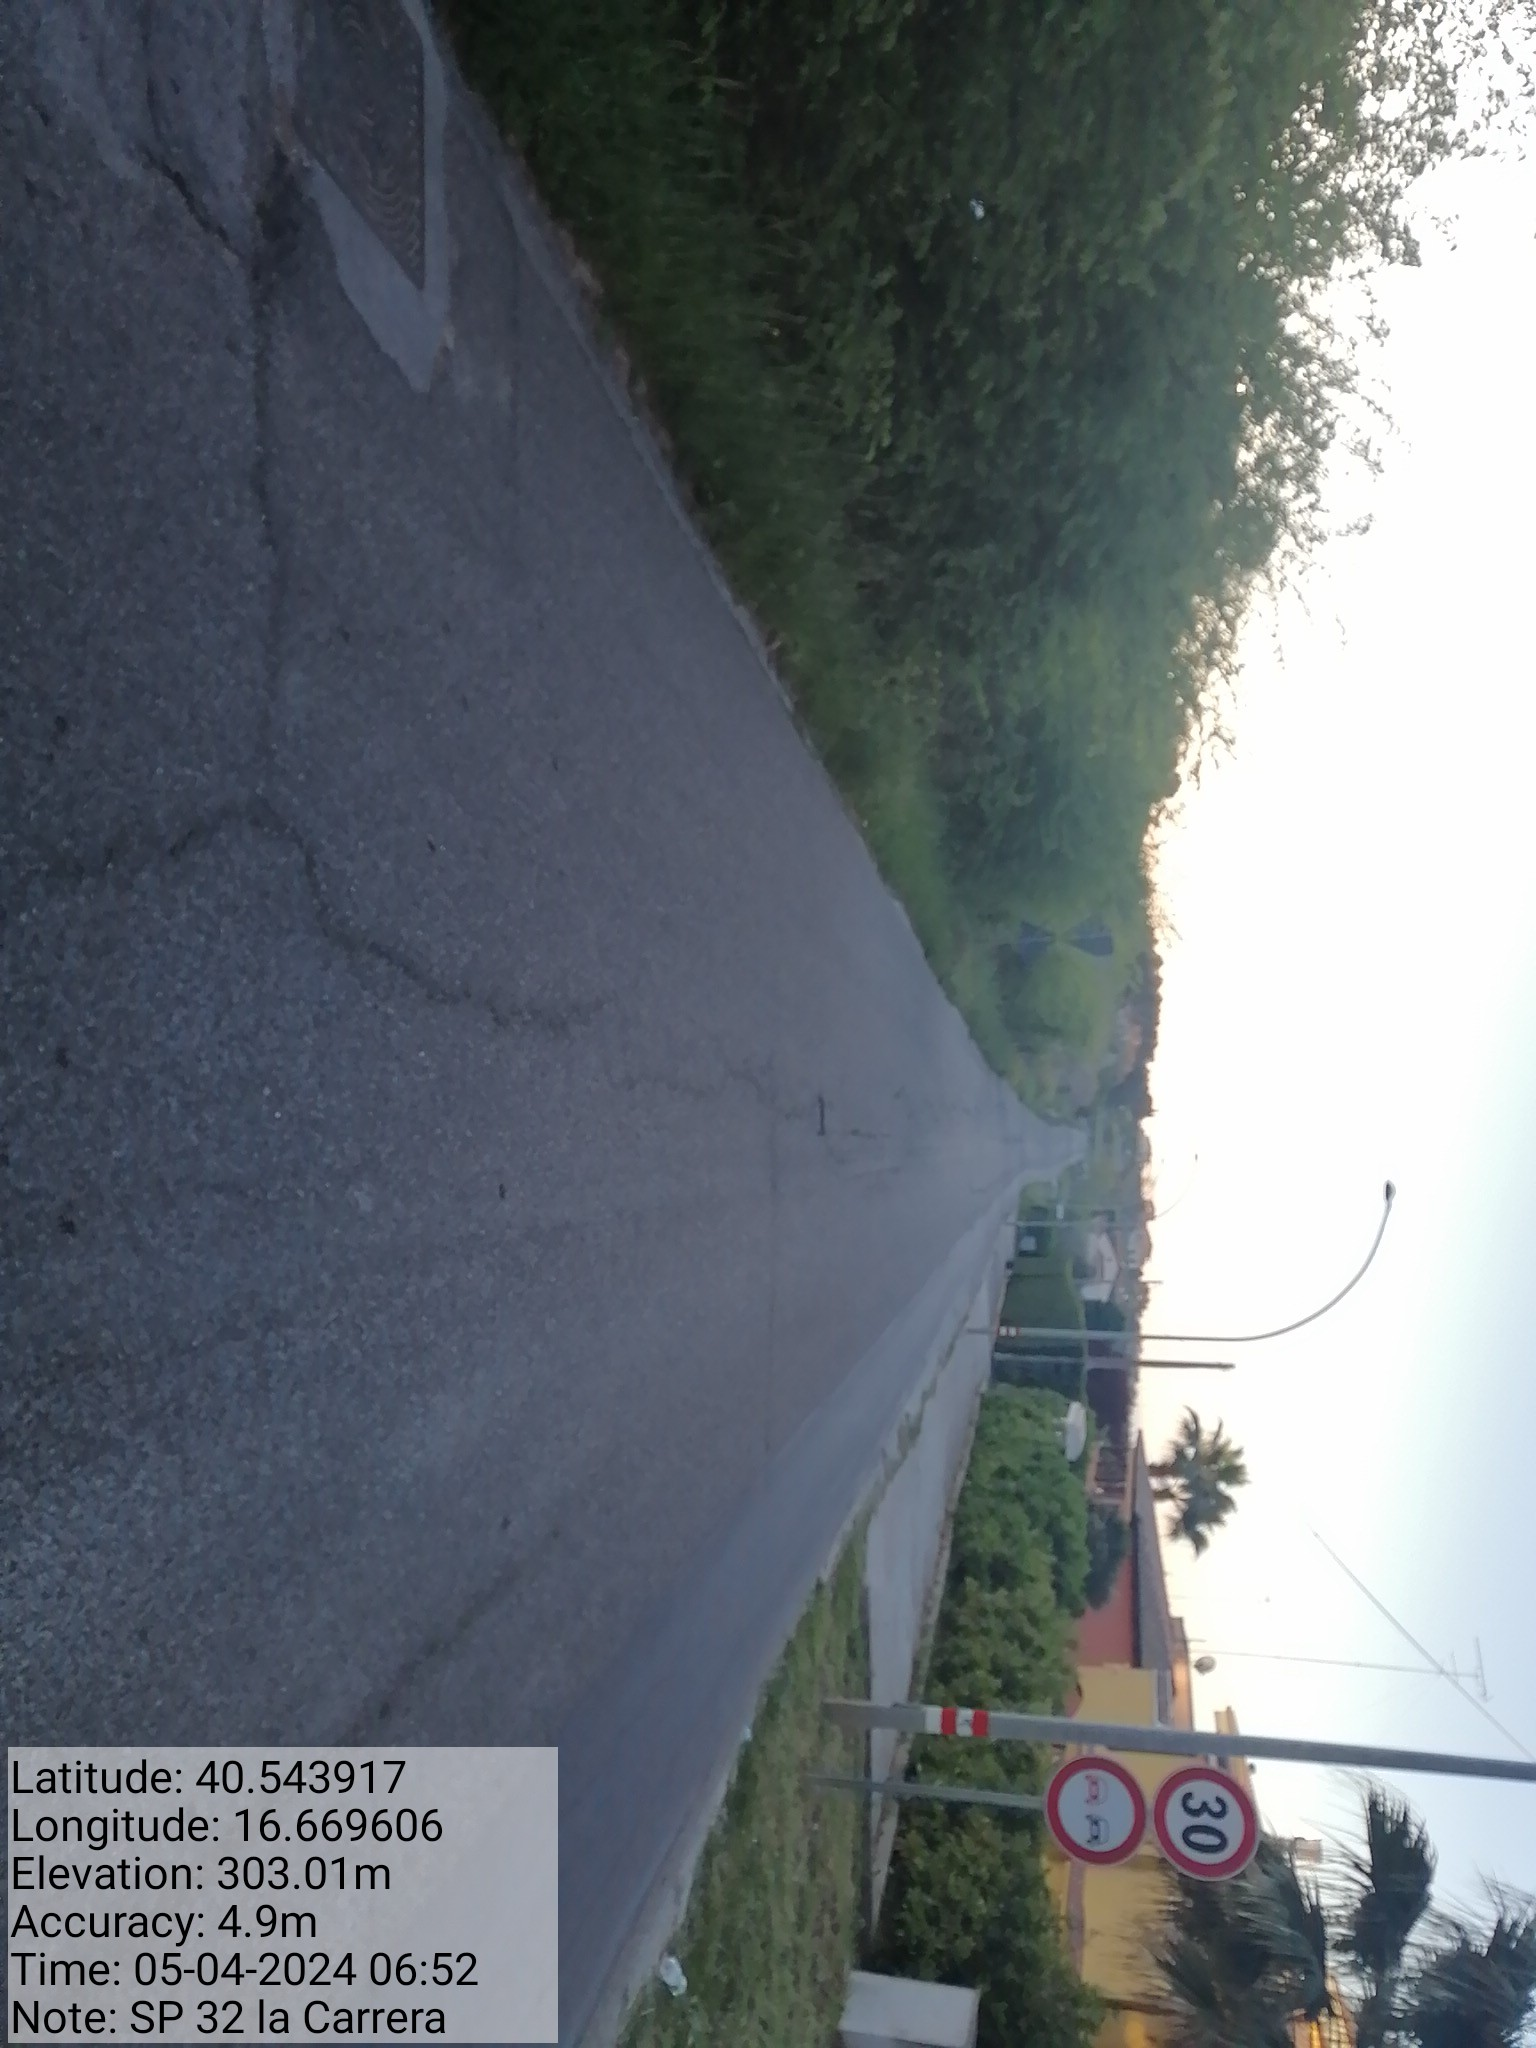 30
Latitude: 40.543917
Longitude: 16.669606
Elevation: 303.01m
Accuracy: 4.9m
Time: 05-04-2024 06:52
Note: SP 32 la Carrera